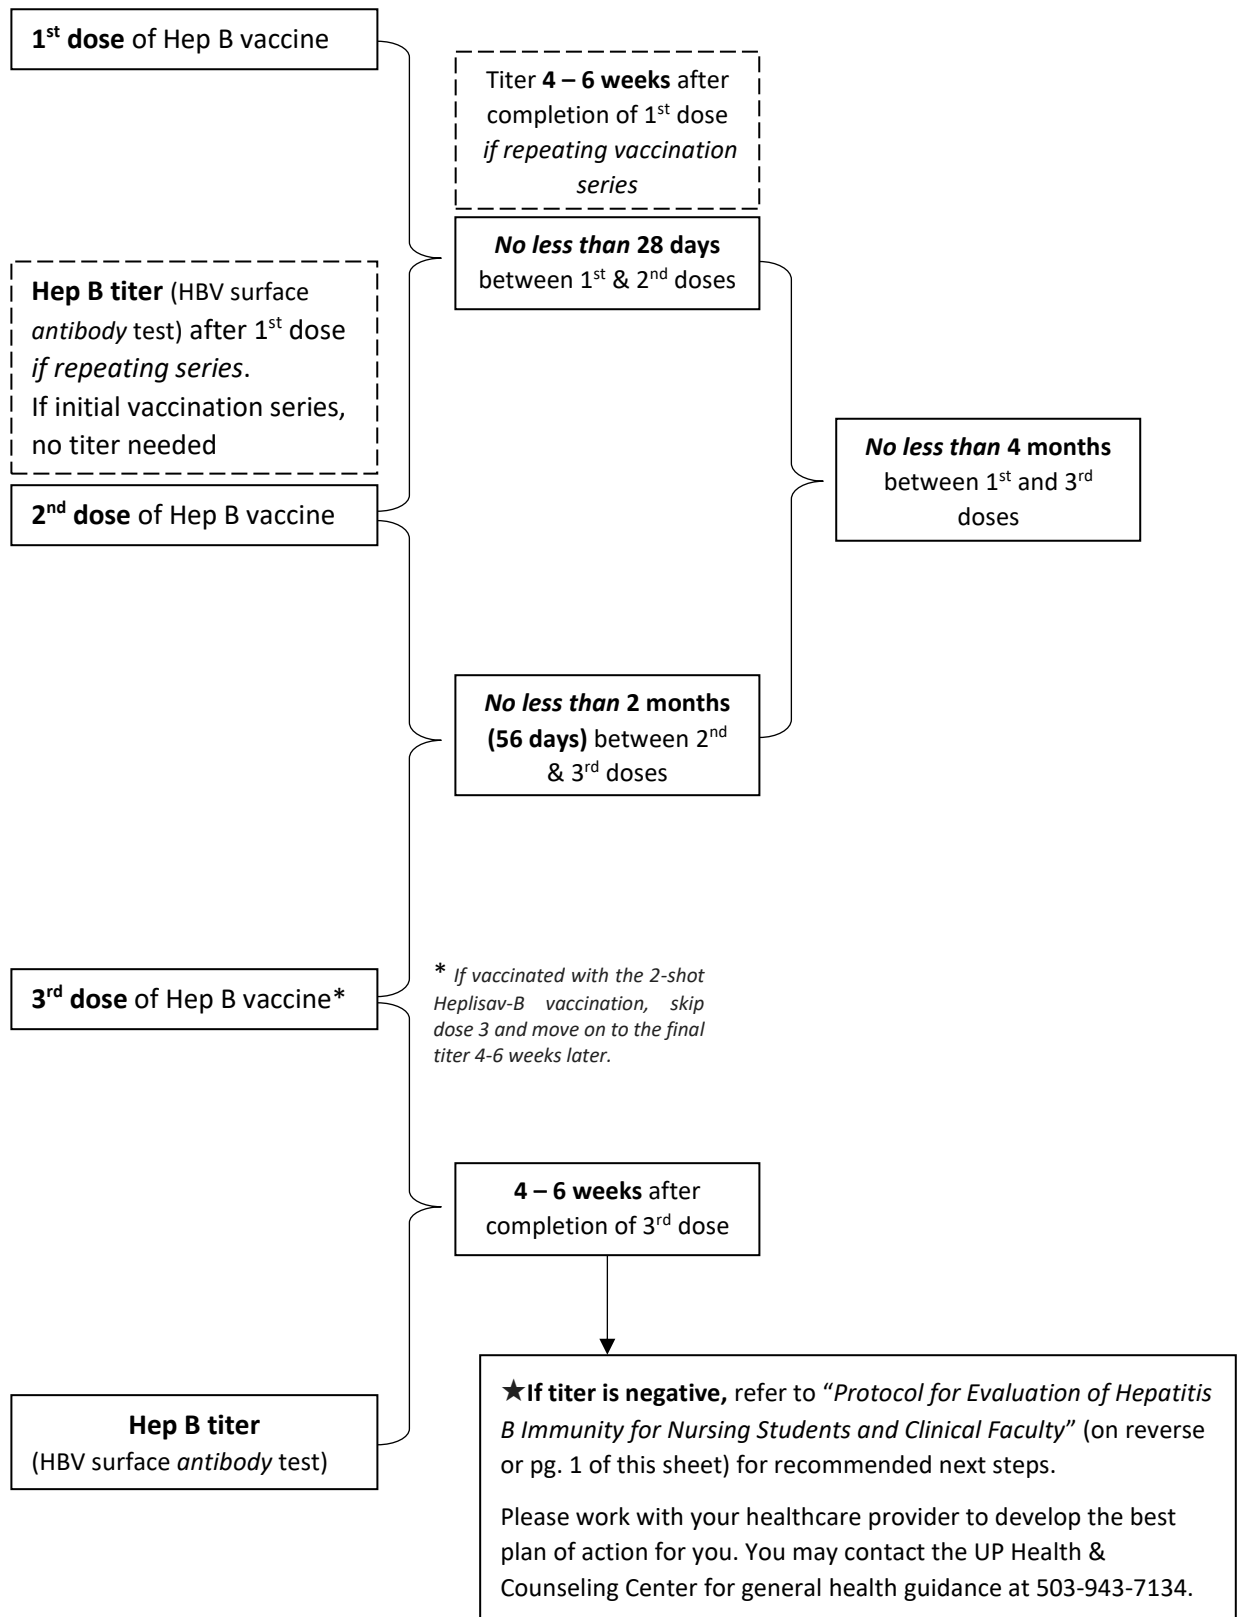 1st dose of Hep B vaccine
Titer 4 – 6 weeks after
completion of 1st dose
if repeating vaccination
series
No less than 28 days
between 1st & 2nd doses
Hep B titer (HBV surface
antibody test) after 1st dose
if repeating series.
If initial vaccination series,
no titer needed
No less than 4 months
between 1st and 3rd
doses
2nd dose of Hep B vaccine
No less than 2 months
(56 days) between 2nd
& 3rd doses
3rd dose of Hep B vaccine*
* If vaccinated with the 2-shot
Heplisav-B vaccination, skip
dose 3 and move on to the final
titer 4-6 weeks later.
4 – 6 weeks after
completion of 3rd dose
Hep B titer
(HBV surface antibody test)
★If titer is negative, refer to “Protocol for Evaluation of Hepatitis
B Immunity for Nursing Students and Clinical Faculty” (on reverse
or pg. 1 of this sheet) for recommended next steps.
Please work with your healthcare provider to develop the best
plan of action for you. You may contact the UP Health &
Counseling Center for general health guidance at 503-943-7134.